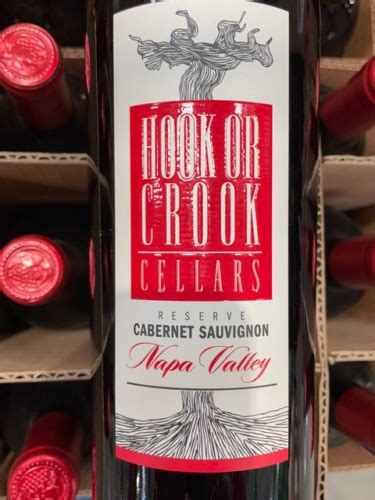 HOOK OR
CROOK
CELLARS
RESERVE
CABERNET SAUVIGNON
Napa Valley